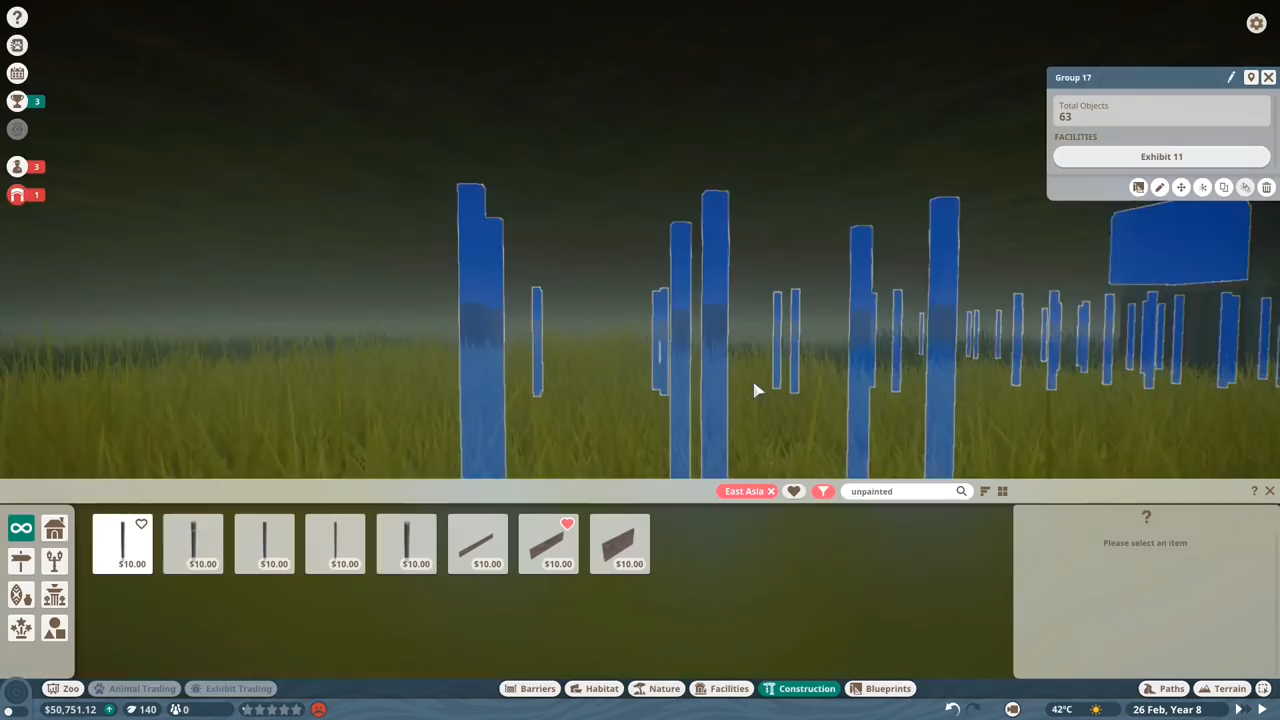 ?
3
3
1
Group 17
Total Objects
63
FACILITIES
Exhibit 11
East Asia
unpainted
?
$10.00
$10.00
$10.00
$10.00
$10.00
$10.00
$10.00
$10.00
?
Please select an item
Zoo
Animal Trading
Exhibit Trading
Barriers
Habitat
Nature
Facilities
Construction
Blueprints
Paths
Terrain
$50,751.12
140
0
42°C
26 Feb, Year 8